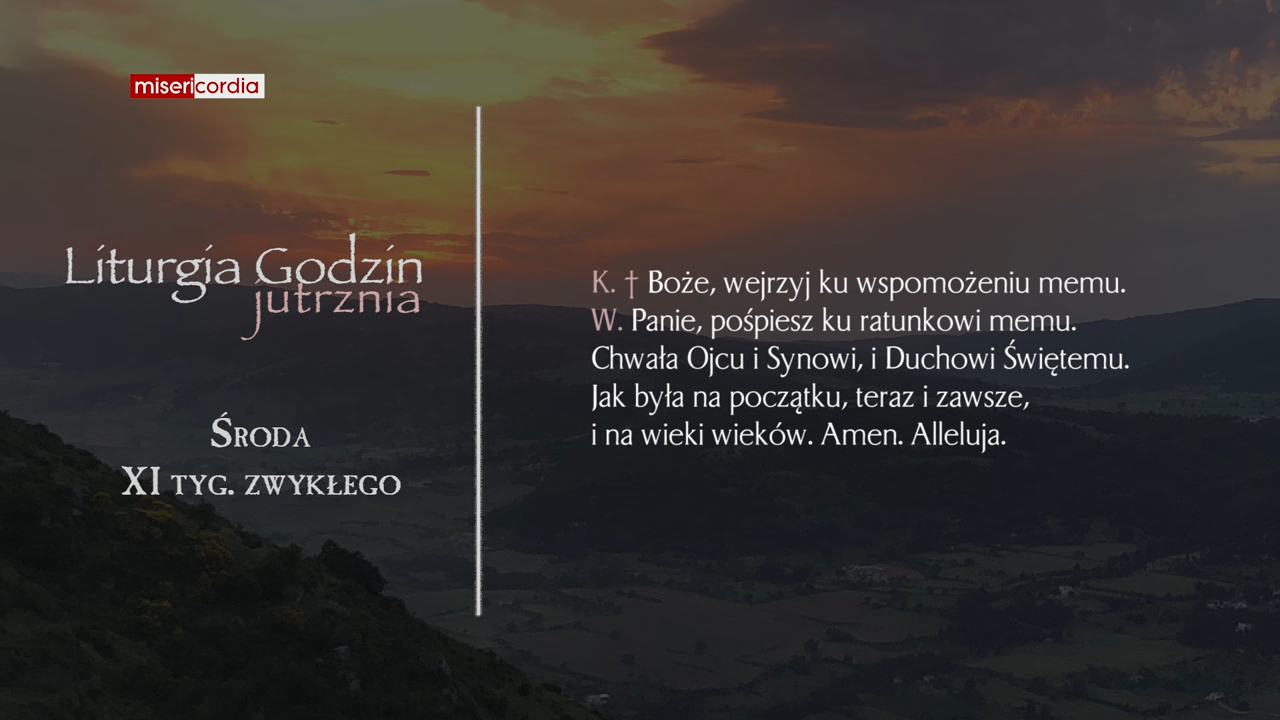 misericordia
Liturgia Godzin
jutrznia
Środa
XI tyg. zwykłego
K. † Boże, wejrzyj ku wspomożeniu memu.
W. Panie, pośpiesz ku ratunkowi memu.
Chwała Ojcu i Synowi, i Duchowi Świętemu.
Jak była na początku, teraz i zawsze,
i na wieki wieków. Amen. Alleluja.